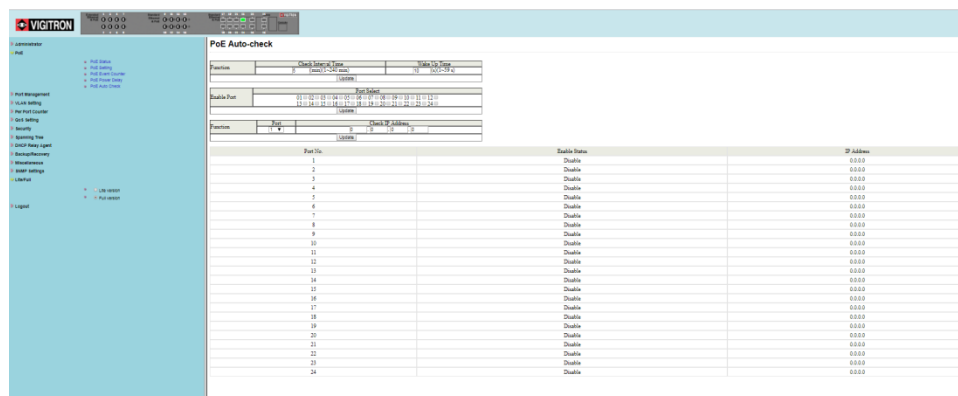 VIGITRON
VIGITRON
Administrator
PoE
PoE Status
PoE Setting
PoE Event Counter
PoE Power Delay
PoE Auto Check
Port Management
VLAN Setting
Per Port Counter
QoS Setting
Security
Spanning Tree
DHCP Relay Agent
Backup/Recovery
Miscellaneous
SNMP Settings
Lite/Full
Lite version
Full version
Logout
PoE Auto-check
Function Check Interval Time Wake Up Time
(min)(1~240 min) (s)(1~59 s)
Update
Enable Port Port Select
01 02 03 04 05 06 07 08 09 10 11 12
13 14 15 16 17 18 19 20 21 22 23 24
Update
Function Port Check IP Address
1 0 .0 .0 .0
Update
Port No. Enable Status IP Address
1 Disable 0.0.0.0
2 Disable 0.0.0.0
3 Disable 0.0.0.0
4 Disable 0.0.0.0
5 Disable 0.0.0.0
6 Disable 0.0.0.0
7 Disable 0.0.0.0
8 Disable 0.0.0.0
9 Disable 0.0.0.0
10 Disable 0.0.0.0
11 Disable 0.0.0.0
12 Disable 0.0.0.0
13 Disable 0.0.0.0
14 Disable 0.0.0.0
15 Disable 0.0.0.0
16 Disable 0.0.0.0
17 Disable 0.0.0.0
18 Disable 0.0.0.0
19 Disable 0.0.0.0
20 Disable 0.0.0.0
21 Disable 0.0.0.0
22 Disable 0.0.0.0
23 Disable 0.0.0.0
24 Disable 0.0.0.0